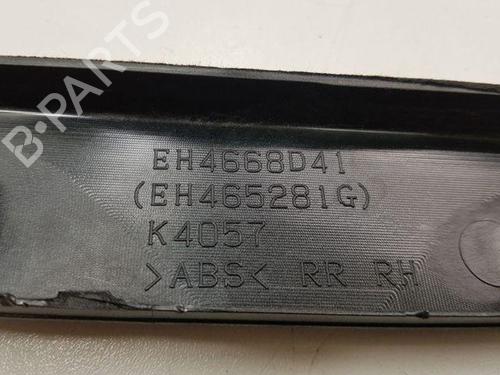 B-PARTS
EH4668D41
(EH465281G)
K4057
>ABS< RR RH